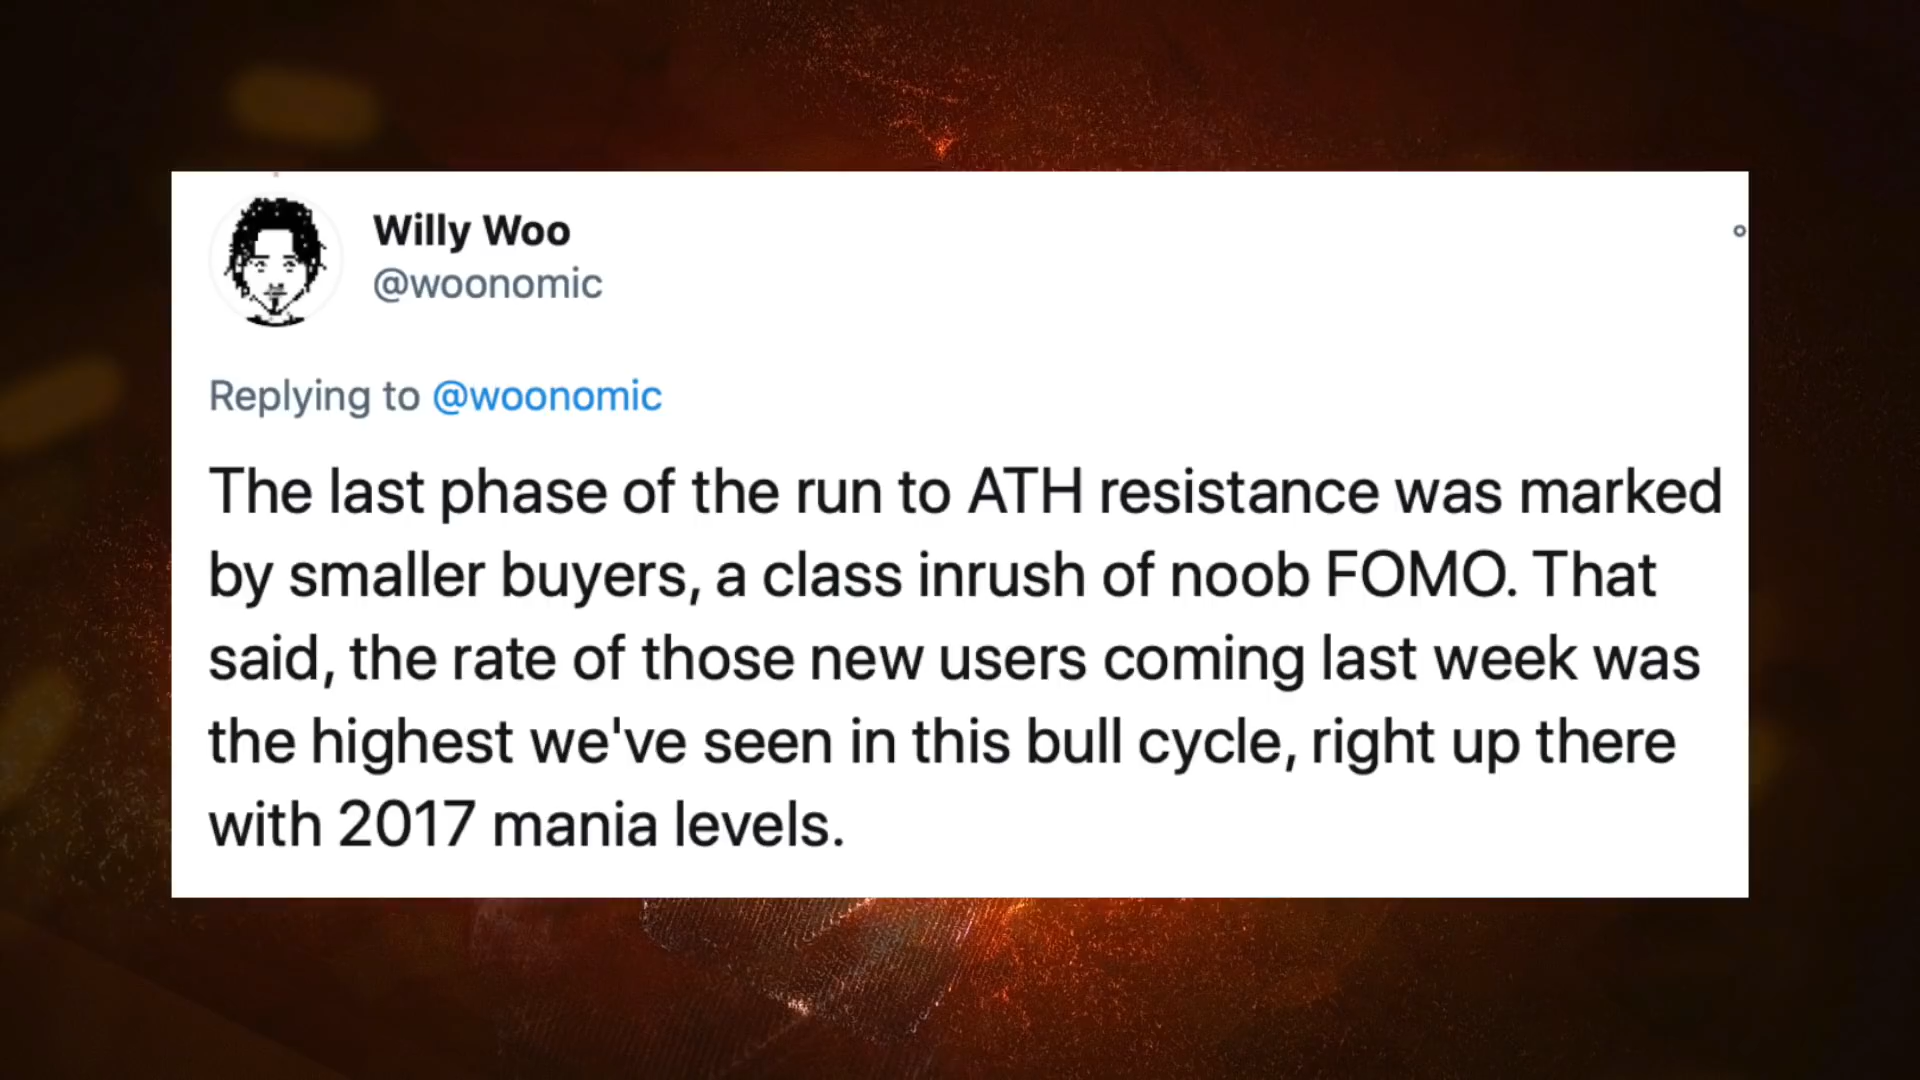 Willy Woo
@woonomic
Replying to @woonomic
The last phase of the run to ATH resistance was marked
by smaller buyers, a class inrush of noob FOMO. That
said, the rate of those new users coming last week was
the highest we've seen in this bull cycle, right up there
with 2017 mania levels.